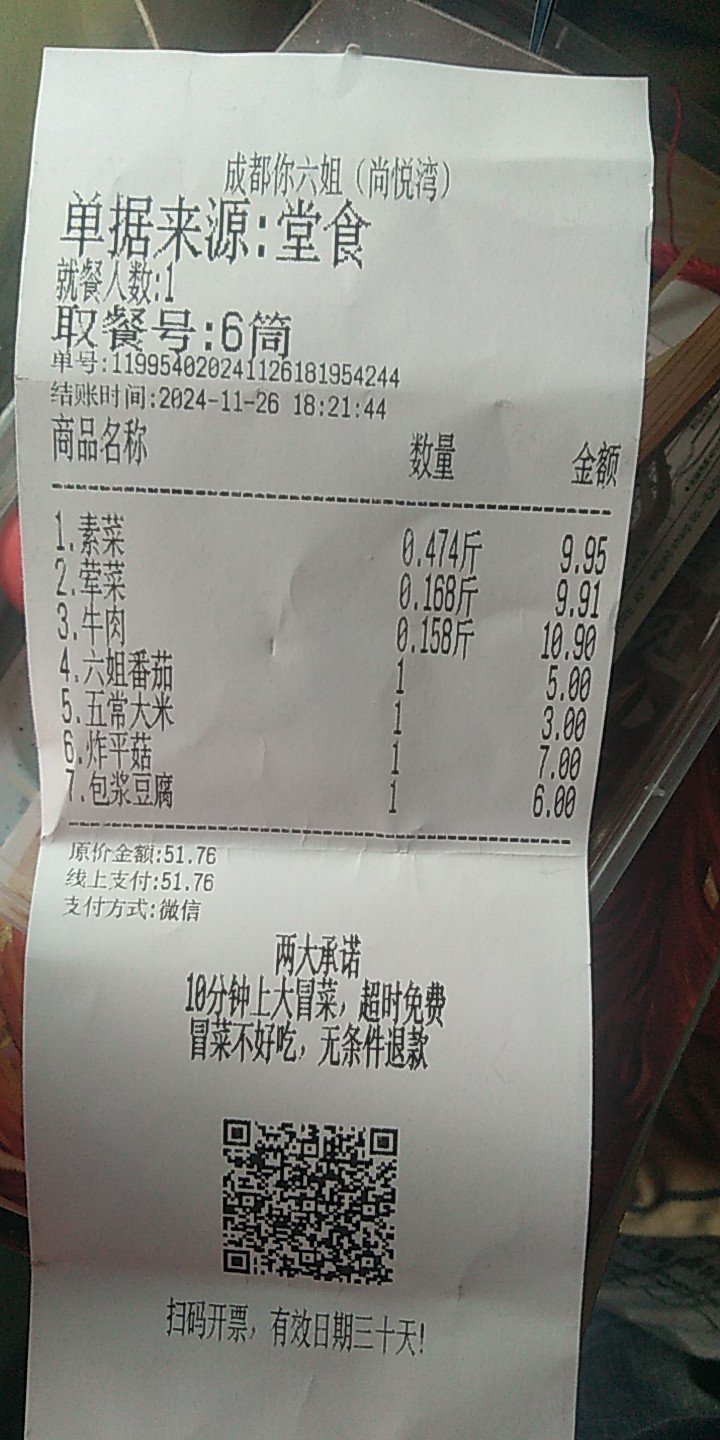 成都你六姐（尚悦湾）
单据来源:堂食
就餐人数:1
取餐号:6筒
单号:119954020241126181954244
结账时间:2024-11-26 18:21:44
商品名称 数量 金额
1.素菜 0.474斤 9.95
2.荤菜 0.168斤 9.91
3.牛肉 0.158斤 10.90
4.六姐番茄 1 5.00
5.五常大米 1 3.00
6.炸平菇 1 7.00
7.包浆豆腐 1 6.00
原价金额:51.76
线上支付:51.76
支付方式:微信
两大承诺
10分钟上大冒菜，超时免费
冒菜不好吃，无条件退款
扫码开票，有效日期三十天!